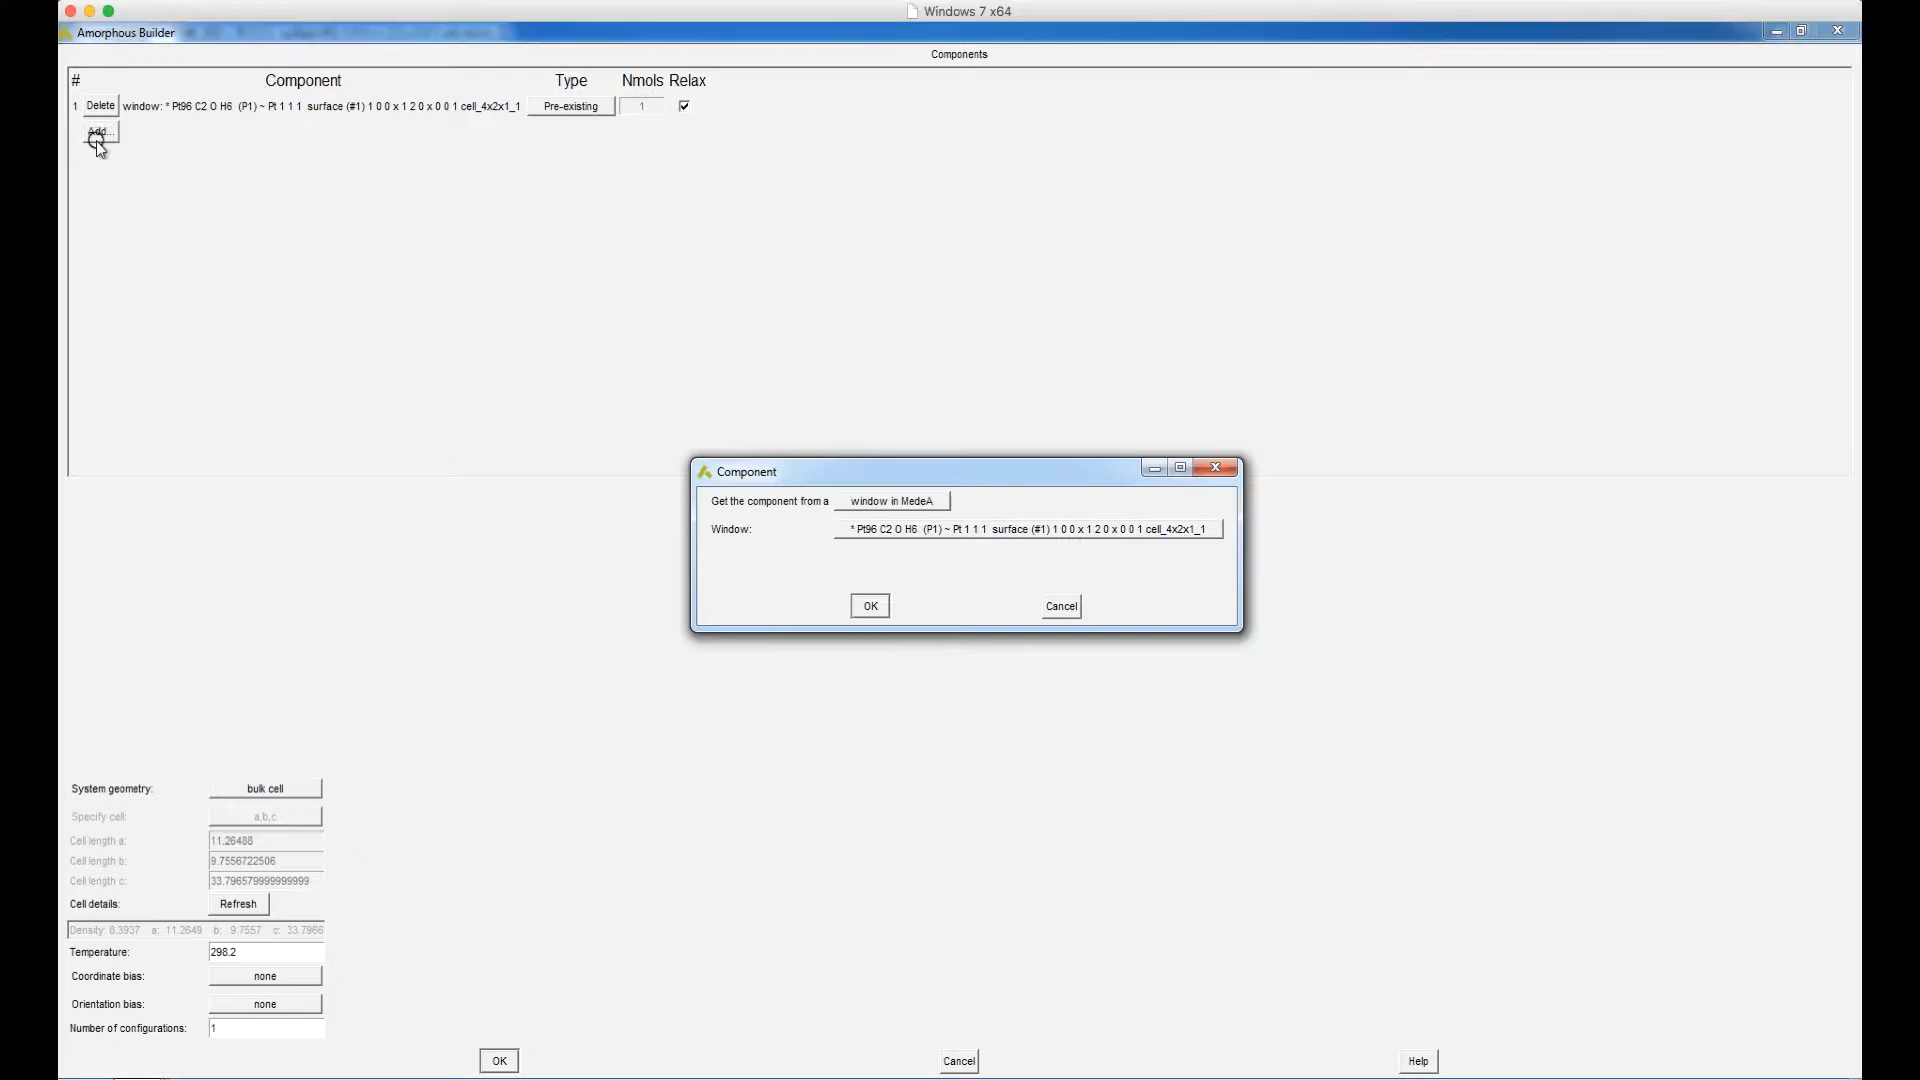 Windows 7 x64
Amorphous Builder
Components
# Component Type Nmols Relax
1 Delete window: * Pt96 C2 O H6 (P1) ~ Pt 1 1 1 surface (#1) 1 0 0 x 1 2 0 x 0 0 1 cell_4x2x1_1 Pre-existing 1
Add...
Component
Get the component from a window in MedeA
Window: * Pt96 C2 O H6 (P1) ~ Pt 1 1 1 surface (#1) 1 0 0 x 1 2 0 x 0 0 1 cell_4x2x1_1
OK Cancel
System geometry: bulk cell
Specify cell: a,b,c
Cell length a: 11.26488
Cell length b: 9.7556722506
Cell length c: 33.796579999999999
Cell details: Refresh
Density: 8.3937 a: 11.2649 b: 9.7557 c: 33.7966
Temperature: 298.2
Coordinate bias: none
Orientation bias: none
Number of configurations: 1
OK Cancel Help